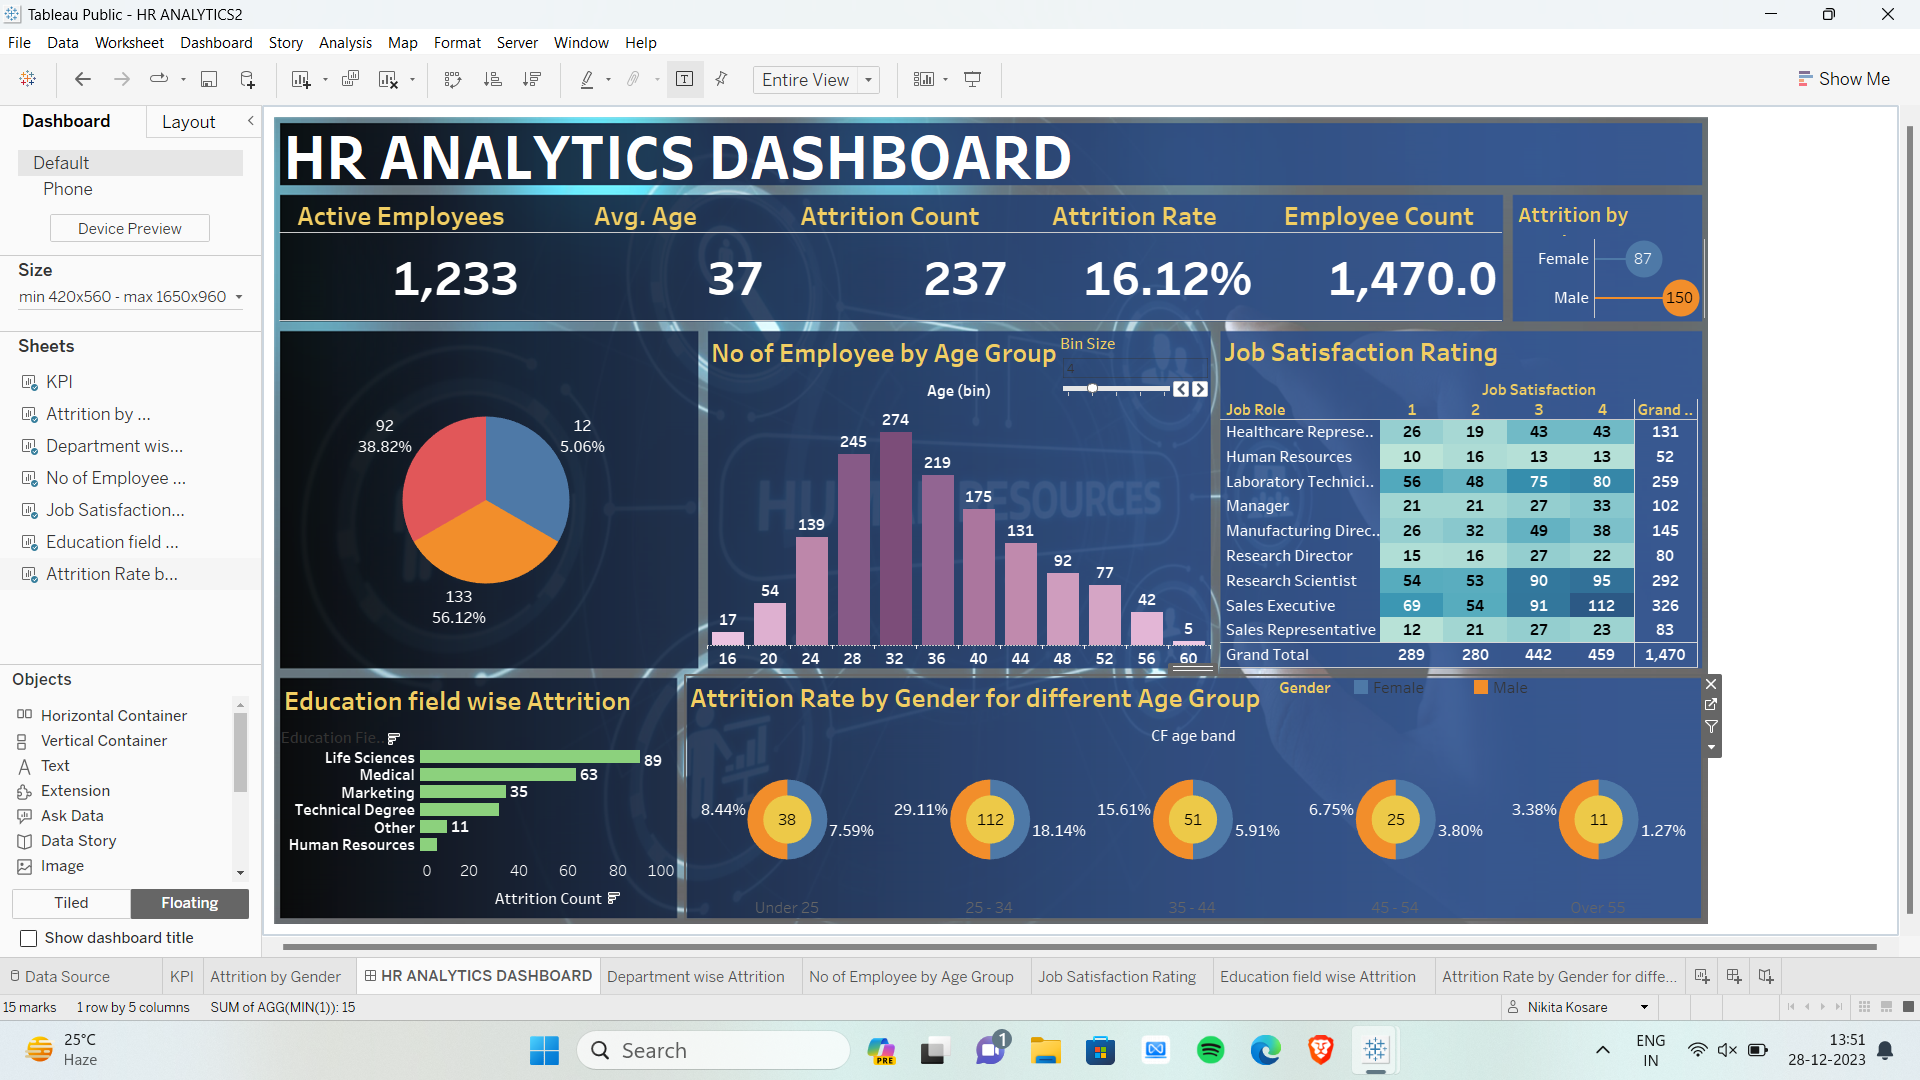 Tableau Public - HR ANALYTICS2
File Data Worksheet Dashboard Story Analysis Map Format Server Window Help
Entire View
Show Me
Dashboard Layout
Default
Phone
Device Preview
Size
min 420x560 - max 1650x960
Sheets
KPI
Attrition by ...
Department wis...
No of Employee ...
Job Satisfaction...
Education field ...
Attrition Rate b...
Objects
Horizontal Container
Vertical Container
Text
Extension
Ask Data
Data Story
Image
Tiled Floating
Show dashboard title
HR ANALYTICS DASHBOARD
Active Employees Avg. Age Attrition Count Attrition Rate Employee Count
1,233 37 237 16.12% 1,470.0
Attrition by
Female 87
Male 150
92
38.82%
12
5.06%
133
56.12%
No of Employee by Age Group
Bin Size
4
Age (bin)
17 54 139 245 274 219 175 131 92 77 42 5
16 20 24 28 32 36 40 44 48 52 56 60
HUMAN RESOURCES
Job Satisfaction Rating
Job Satisfaction
Job Role 1 2 3 4 Grand ..
Healthcare Represe.. 26 19 43 43 131
Human Resources 10 16 13 13 52
Laboratory Technici.. 56 48 75 80 259
Manager 21 21 27 33 102
Manufacturing Direc.. 26 32 49 38 145
Research Director 15 16 27 22 80
Research Scientist 54 53 90 95 292
Sales Executive 69 54 91 112 326
Sales Representative 12 21 27 23 83
Grand Total 289 280 442 459 1,470
Education field wise Attrition
Education Fie..
Life Sciences 89
Medical 63
Marketing 35
Technical Degree
Other 11
Human Resources
0 20 40 60 80 100
Attrition Count
Attrition Rate by Gender for different Age Group
Gender Female Male
CF age band
8.44% 38 7.59%
29.11% 112 18.14%
15.61% 51 5.91%
6.75% 25 3.80%
3.38% 11 1.27%
Under 25 25 - 34 35 - 44 45 - 54 Over 55
Data Source KPI Attrition by Gender HR ANALYTICS DASHBOARD Department wise Attrition No of Employee by Age Group Job Satisfaction Rating Education field wise Attrition Attrition Rate by Gender for diffe...
15 marks 1 row by 5 columns SUM of AGG(MIN(1)): 15
Nikita Kosare
25°C
Haze
Search
PRE
1
ENG
IN
13:51
28-12-2023